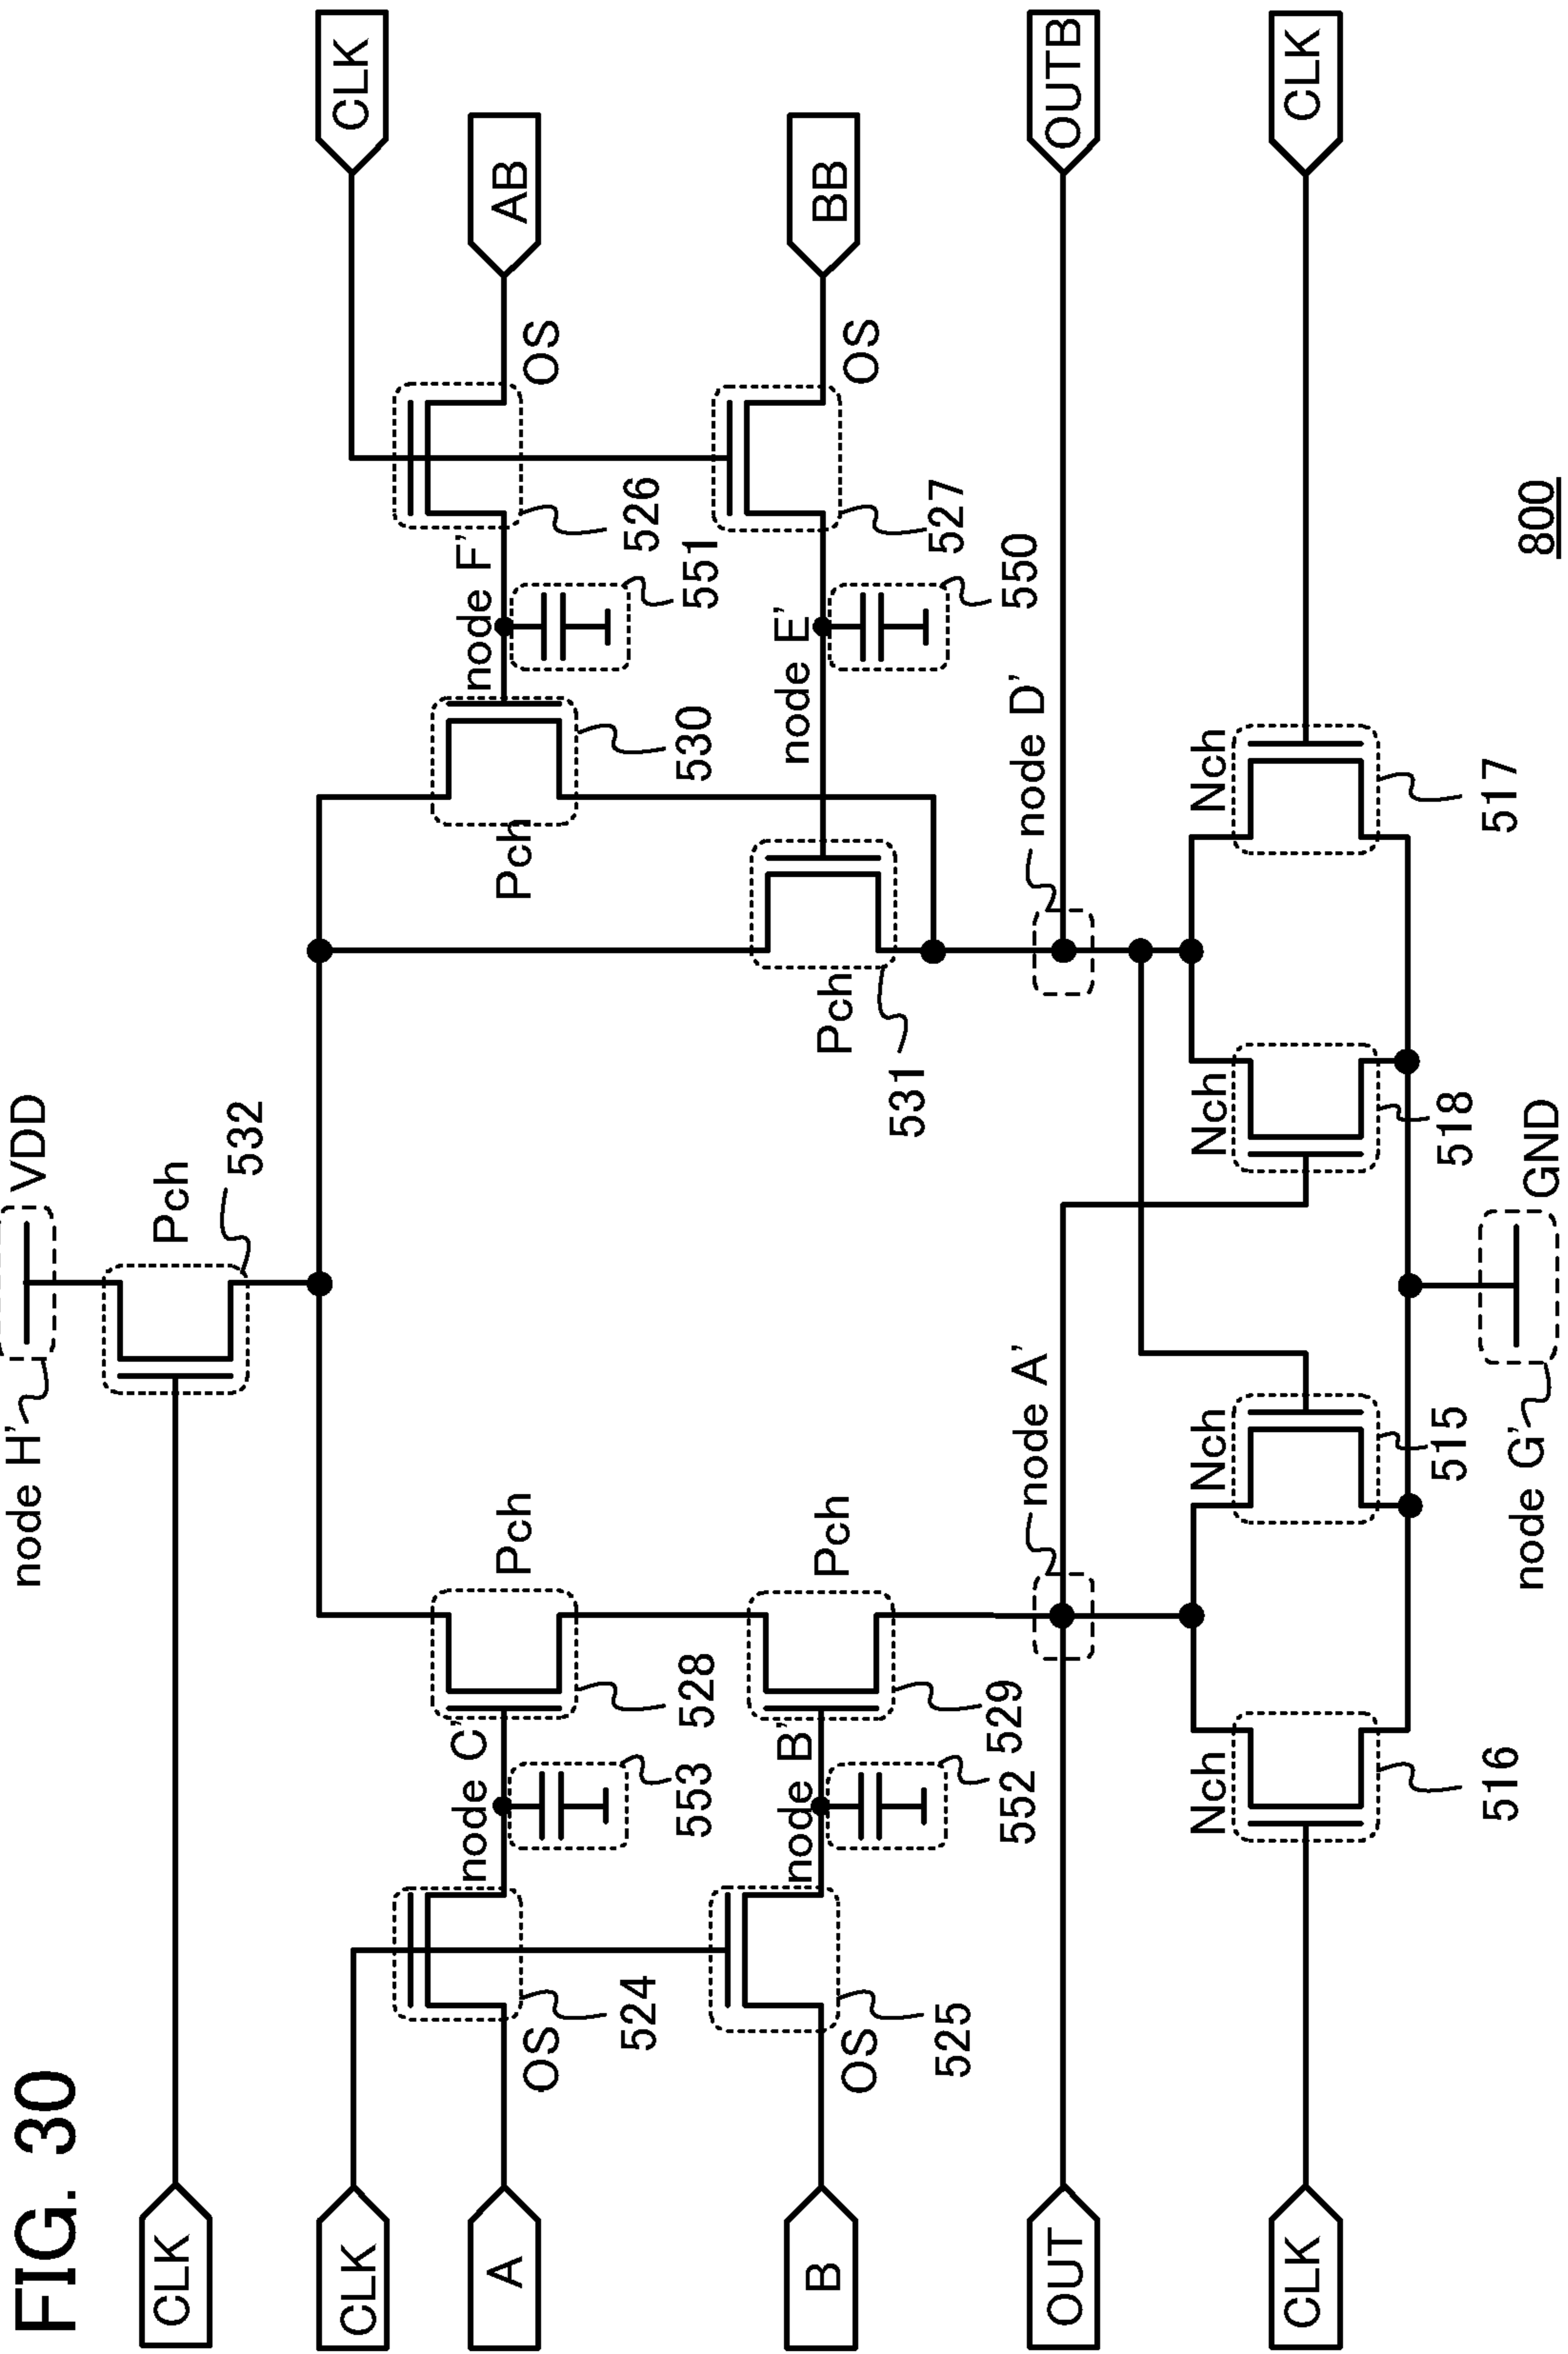 FIG. 30
node H'
VDD
CLK
Pch
532
CLK
CLK
A
OS
524
node C'
553
528
Pch
Pch
530
node F'
551
526
OS
AB
B
OS
525
node B'
552
529
Pch
Pch
531
node E'
550
527
OS
BB
OUT
node A'
node D'
OUTB
CLK
Nch
516
Nch
515
Nch
518
Nch
517
CLK
node G'
GND
800